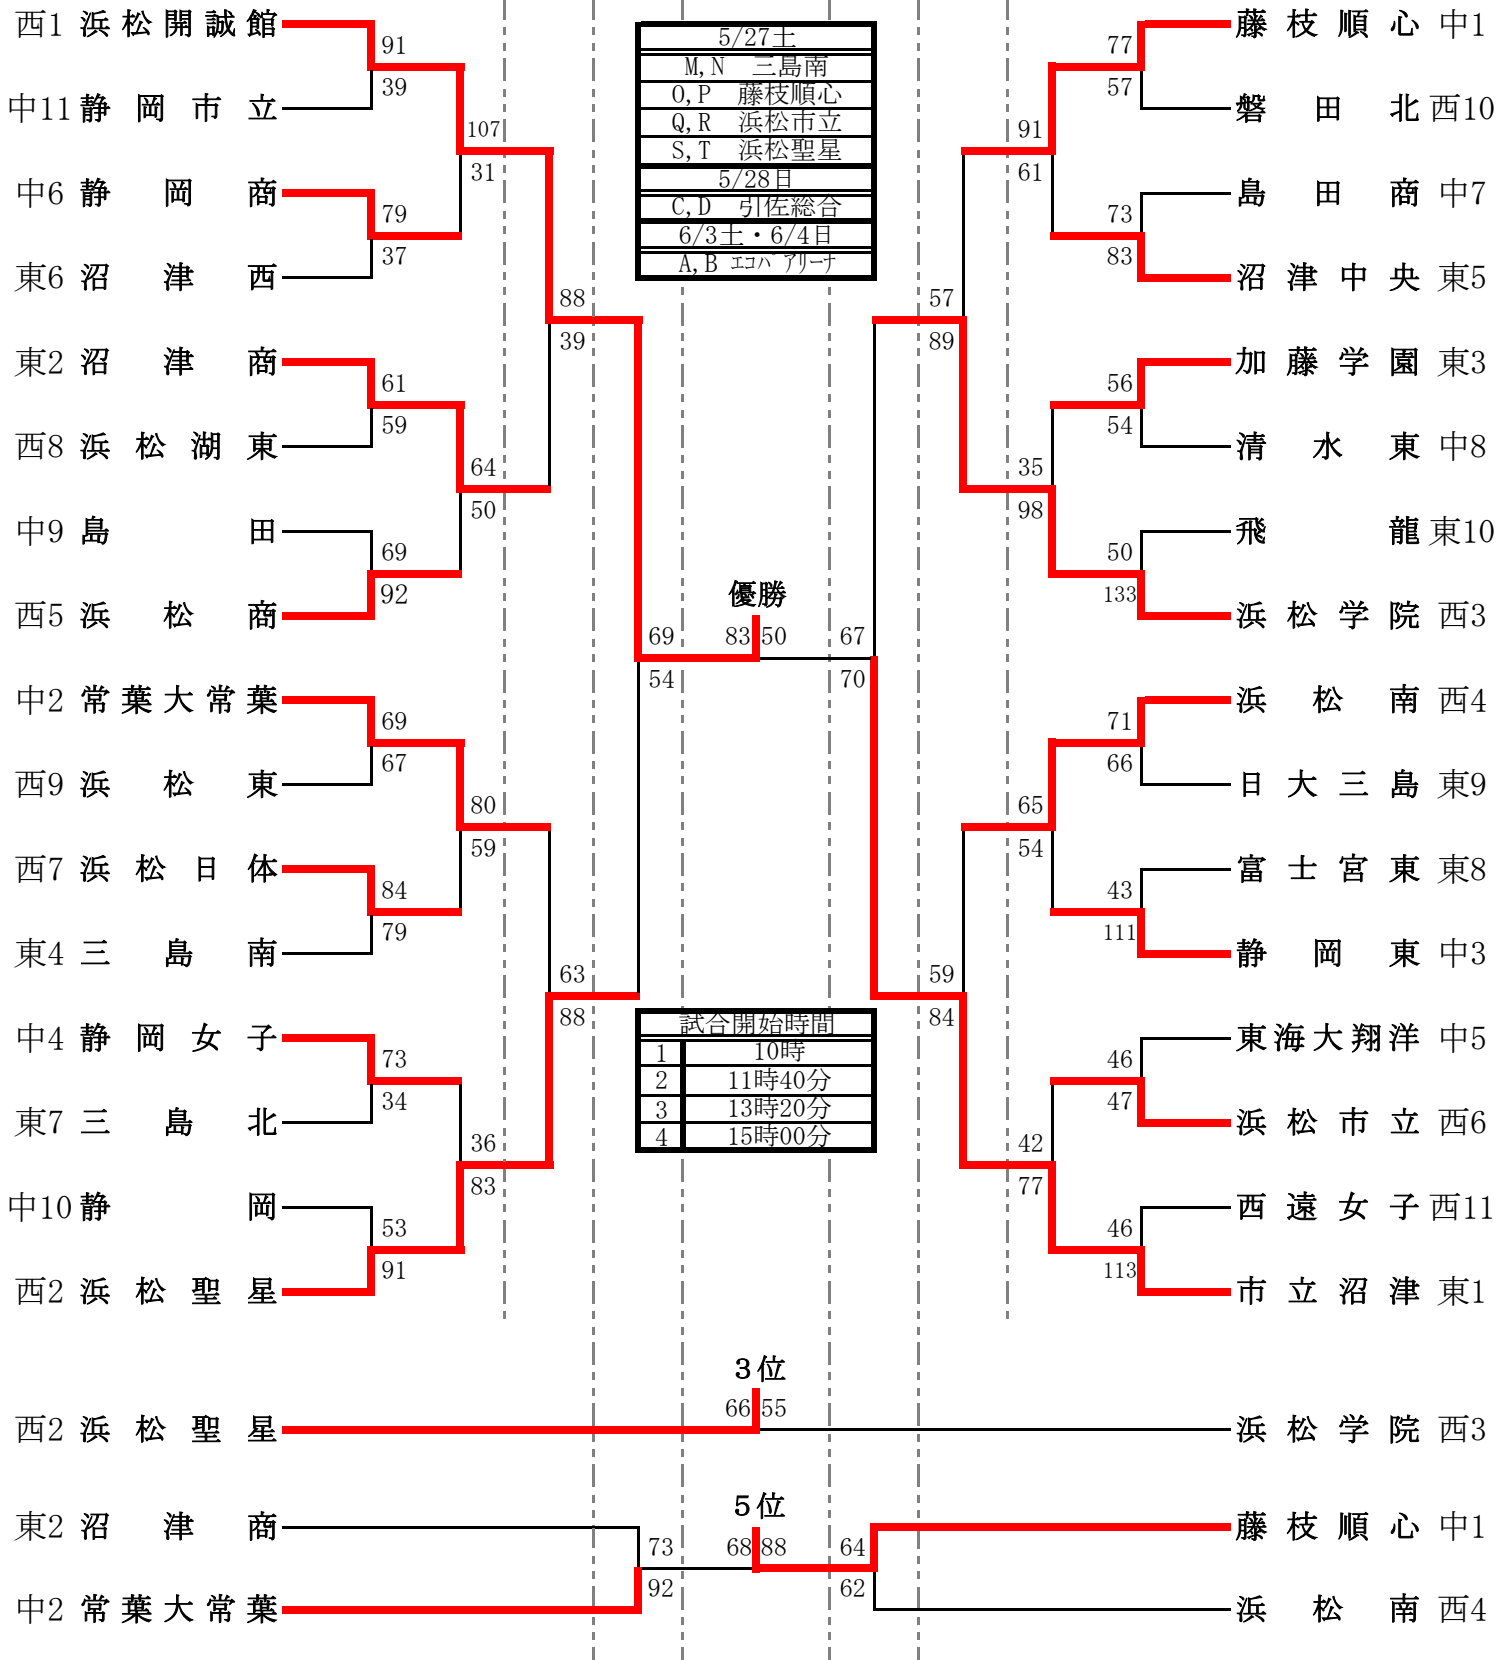 西1 浜松開誠館
91
39
中11 静岡市立
107
31
中6 静岡商
79
37
東6 沼津西
88
39
東2 沼津商
61
59
西8 浜松湖東
64
50
中9 島田
69
92
西5 浜松商
69
54
中2 常葉大常葉
69
67
西9 浜松東
80
59
西7 浜松日体
84
79
東4 三島南
63
88
中4 静岡女子
73
34
東7 三島北
36
83
中10 静岡
53
91
西2 浜松聖星
5/27土
M,N 三島南
O,P 藤枝順心
Q,R 浜松市立
S,T 浜松聖星
5/28日
C,D 引佐総合
6/3土・6/4日
A,B エコパアリーナ
優勝
83 50
試合開始時間
1 10時
2 11時40分
3 13時20分
4 15時00分
藤枝順心 中1
77
57
磐田北 西10
91
61
島田商 中7
73
83
沼津中央 東5
57
89
加藤学園 東3
56
54
清水東 中8
35
98
飛龍 東10
50
133
浜松学院 西3
67
70
浜松南 西4
71
66
日大三島 東9
65
54
富士宮東 東8
43
111
静岡東 中3
59
84
東海大翔洋 中5
46
47
浜松市立 西6
42
77
西遠女子 西11
46
113
市立沼津 東1
3位
66 55
西2 浜松聖星
浜松学院 西3
5位
東2 沼津商
73
92
中2 常葉大常葉
68 88
藤枝順心 中1
64
62
浜松南 西4